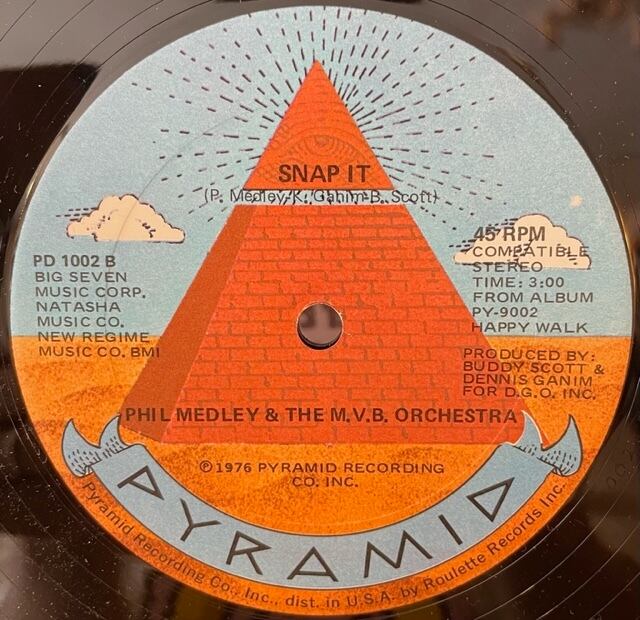 SNAP IT
(P. Medley-K. Gahim-B. Scott)
PD 1002 B
BIG SEVEN
MUSIC CORP.
NATASHA
MUSIC CO.
NEW REGIME
MUSIC CO. BMI
45 RPM
COMPATIBLE
STEREO
TIME: 3:00
FROM ALBUM
PY-9002
HAPPY WALK
PRODUCED BY:
BUDDY SCOTT &
DENNIS GANIM
FOR D.G.O. INC.
PHIL MEDLEY & THE M.V.B. ORCHESTRA
℗1976 PYRAMID RECORDING
CO. INC.
PYRAMID
Pyramid Recording Co., Inc., dist. in U.S.A. by Roulette Records Inc.